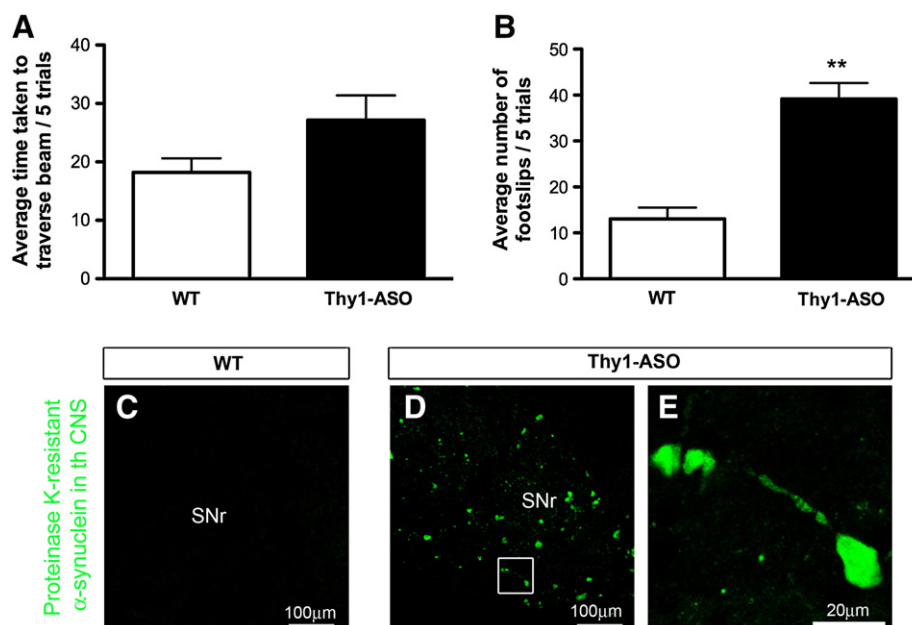 A
Average time taken to
traverse beam / 5 trials
40
30
20
10
0
WT
Thy1-ASO
B
Average number of
footslips / 5 trials
50
40
30
20
10
0
**
WT
Thy1-ASO
WT
Thy1-ASO
Proteinase K-resistant
α-synuclein in th CNS
C
SNr
100μm
D
SNr
100μm
E
20μm